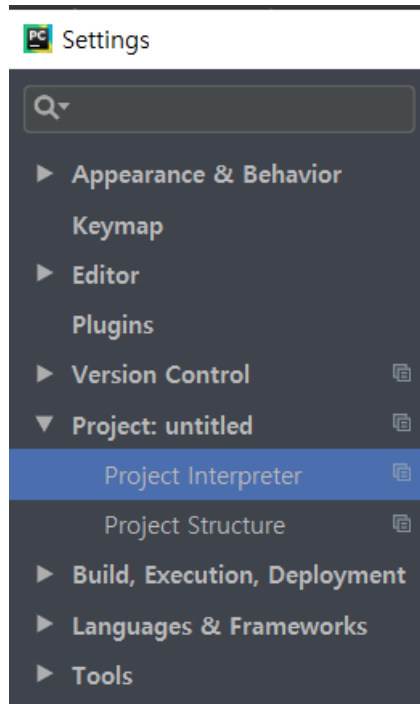 PC Settings
Appearance & Behavior
Keymap
Editor
Plugins
Version Control
Project: untitled
Project Interpreter
Project Structure
Build, Execution, Deployment
Languages & Frameworks
Tools